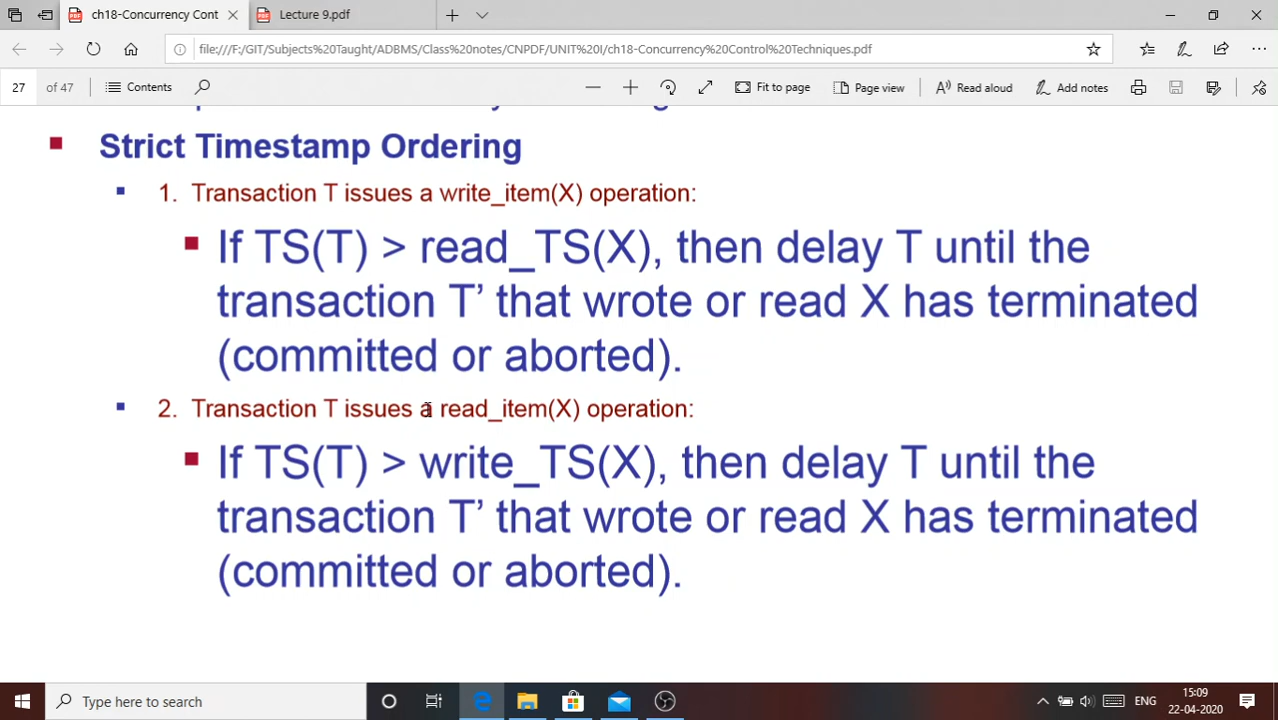 ch18-Concurrency Cont
Lecture 9.pdf
file:///F:/GIT/Subjects%20Taught/ADBMS/Class%20notes/CNPDF/UNIT%20I/ch18-Concurrency%20Control%20Techniques.pdf
27 of 47 Contents Fit to page Page view Read aloud Add notes
Strict Timestamp Ordering
1. Transaction T issues a write_item(X) operation:
If TS(T) > read_TS(X), then delay T until the
transaction T’ that wrote or read X has terminated
(committed or aborted).
2. Transaction T issues a read_item(X) operation:
If TS(T) > write_TS(X), then delay T until the
transaction T’ that wrote or read X has terminated
(committed or aborted).
Type here to search
ENG
15:09
22-04-2020